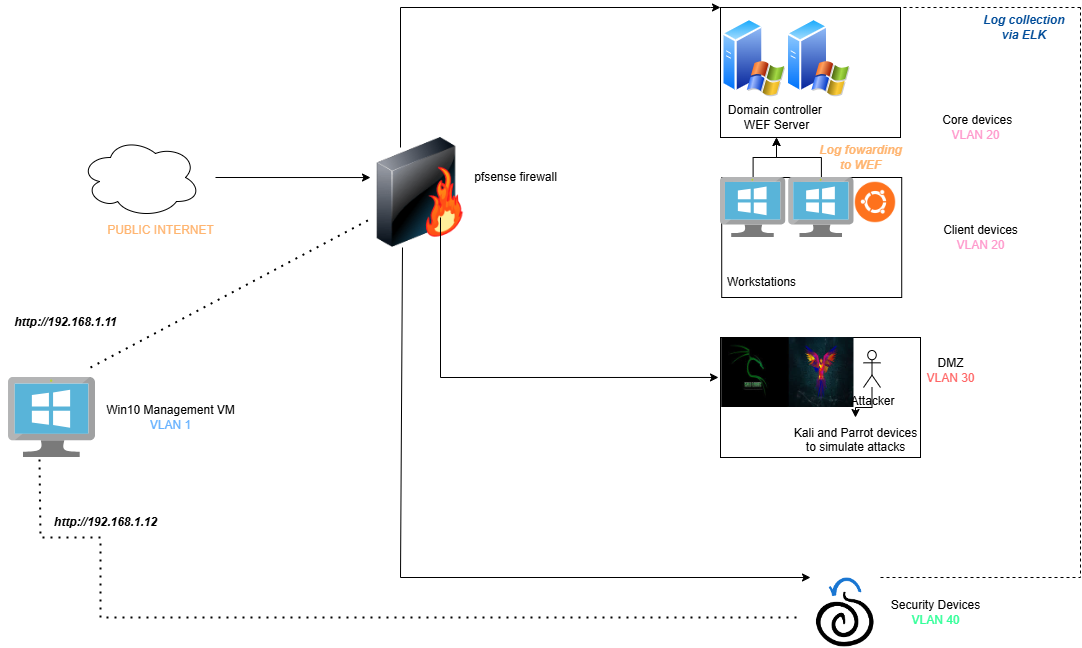 Log collection
via ELK
Domain controller
WEF Server
Core devices
VLAN 20
Log fowarding
to WEF
pfsense firewall
PUBLIC INTERNET
Client devices
VLAN 20
Workstations
http://192.168.1.11
DMZ
VLAN 30
Attacker
Win10 Management VM
VLAN 1
Kali and Parrot devices
to simulate attacks
http://192.168.1.12
Security Devices
VLAN 40